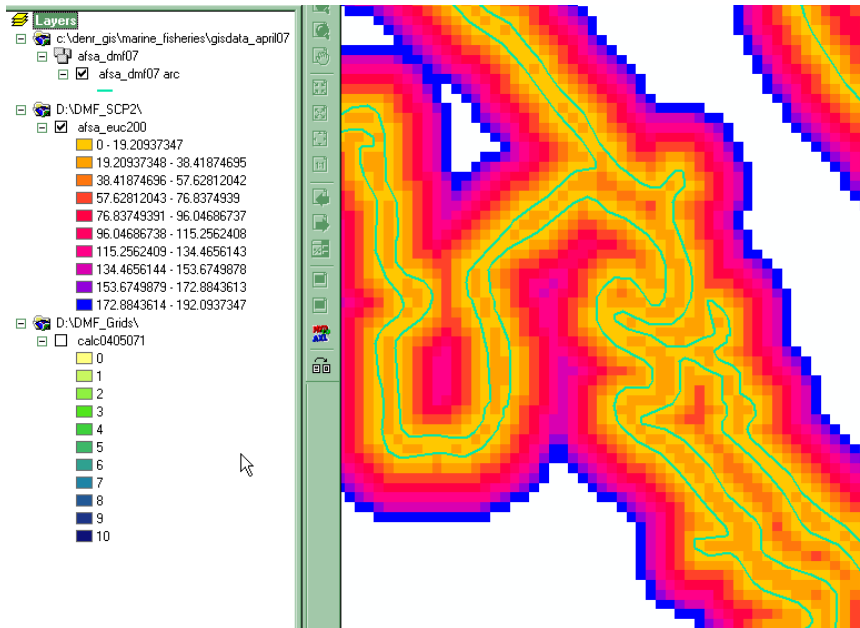 Layers
c:\denr_gis\marine_fisheries\gisdata_april07
afsa_dmf07
afsa_dmf07 arc
D:\DMF_SCP2\
afsa_euc200
0 - 19.20937347
19.20937348 - 38.41874695
38.41874696 - 57.62812042
57.62812043 - 76.8374939
76.83749391 - 96.04686737
96.04686738 - 115.2562408
115.2562409 - 134.4656143
134.4656144 - 153.6749878
153.6749879 - 172.8843613
172.8843614 - 192.0937347
D:\DMF_Grids\
calc0405071
0
1
2
3
4
5
6
7
8
9
10